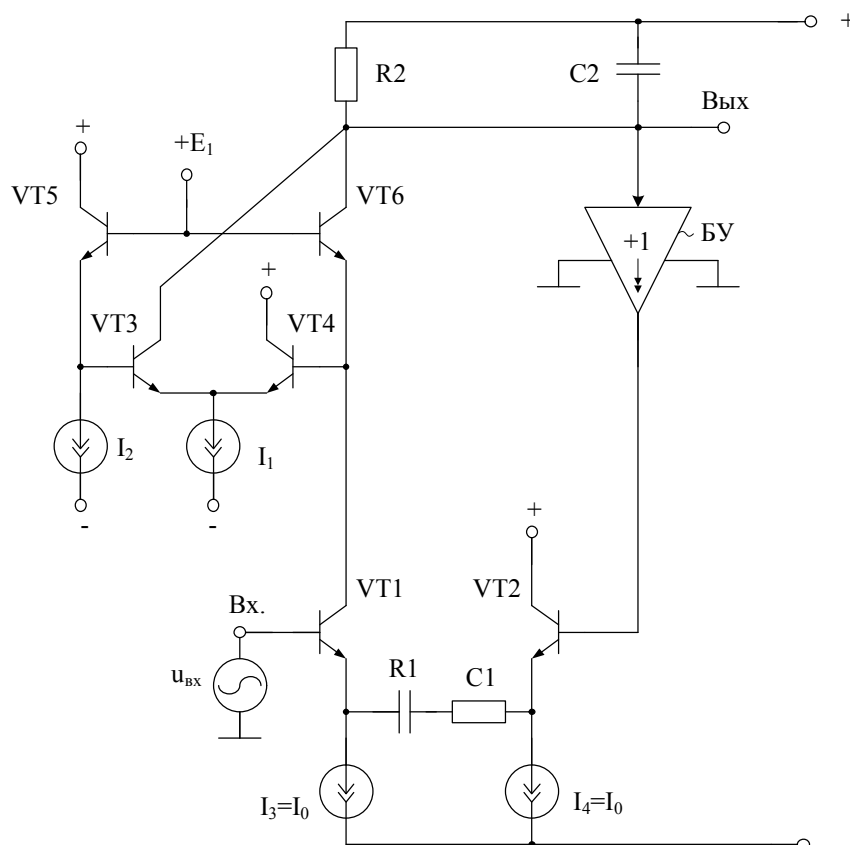 +
R2
C2
Вых
+
+E₁
VT5
VT6
+1
БУ
+
VT3
VT4
I₂
I₁
-
-
+
Вх.
VT1
VT2
uвх
R1
C1
I₃=I₀
I₄=I₀